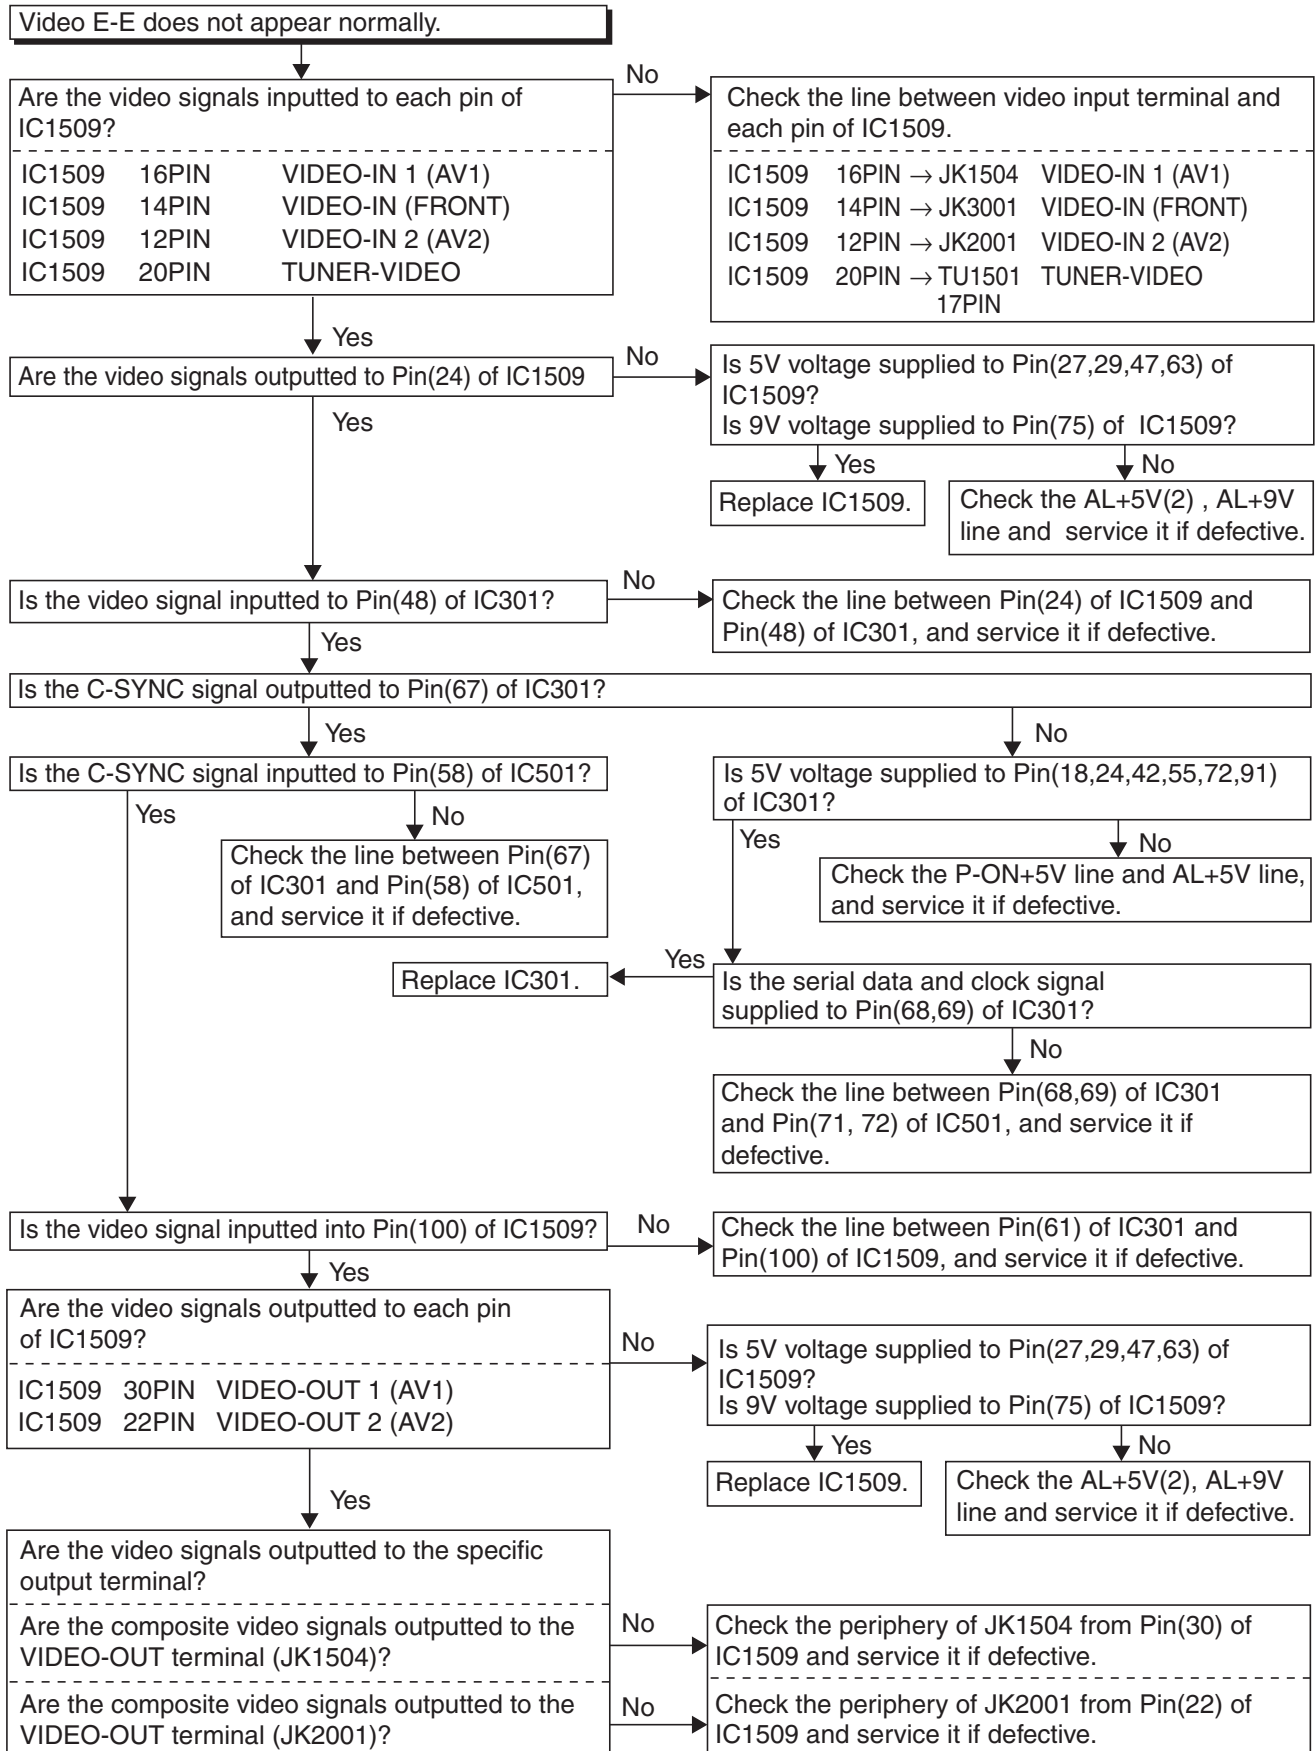 Video E-E does not appear normally.
No
Are the video signals inputted to each pin of
IC1509?
IC1509 16PIN VIDEO-IN 1 (AV1)
IC1509 14PIN VIDEO-IN (FRONT)
IC1509 12PIN VIDEO-IN 2 (AV2)
IC1509 20PIN TUNER-VIDEO
Check the line between video input terminal and
each pin of IC1509.
IC1509 16PIN → JK1504 VIDEO-IN 1 (AV1)
IC1509 14PIN → JK3001 VIDEO-IN (FRONT)
IC1509 12PIN → JK2001 VIDEO-IN 2 (AV2)
IC1509 20PIN → TU1501 TUNER-VIDEO
17PIN
Yes
No
Are the video signals outputted to Pin(24) of IC1509
Is 5V voltage supplied to Pin(27,29,47,63) of
IC1509?
Is 9V voltage supplied to Pin(75) of IC1509?
Yes
Yes
No
Replace IC1509.
Check the AL+5V(2) , AL+9V
line and service it if defective.
No
Is the video signal inputted to Pin(48) of IC301?
Check the line between Pin(24) of IC1509 and
Pin(48) of IC301, and service it if defective.
Yes
Is the C-SYNC signal outputted to Pin(67) of IC301?
Yes
No
Is the C-SYNC signal inputted to Pin(58) of IC501?
Is 5V voltage supplied to Pin(18,24,42,55,72,91)
of IC301?
Yes
No
Yes
No
Check the line between Pin(67)
of IC301 and Pin(58) of IC501,
and service it if defective.
Check the P-ON+5V line and AL+5V line,
and service it if defective.
Replace IC301.
Yes
Is the serial data and clock signal
supplied to Pin(68,69) of IC301?
No
Check the line between Pin(68,69) of IC301
and Pin(71, 72) of IC501, and service it if
defective.
Is the video signal inputted into Pin(100) of IC1509?
No
Check the line between Pin(61) of IC301 and
Pin(100) of IC1509, and service it if defective.
Yes
Are the video signals outputted to each pin
of IC1509?
IC1509 30PIN VIDEO-OUT 1 (AV1)
IC1509 22PIN VIDEO-OUT 2 (AV2)
No
Is 5V voltage supplied to Pin(27,29,47,63) of
IC1509?
Is 9V voltage supplied to Pin(75) of IC1509?
Yes
No
Replace IC1509.
Check the AL+5V(2), AL+9V
line and service it if defective.
Yes
Are the video signals outputted to the specific
output terminal?
Are the composite video signals outputted to the
VIDEO-OUT terminal (JK1504)?
No
Check the periphery of JK1504 from Pin(30) of
IC1509 and service it if defective.
Are the composite video signals outputted to the
VIDEO-OUT terminal (JK2001)?
No
Check the periphery of JK2001 from Pin(22) of
IC1509 and service it if defective.